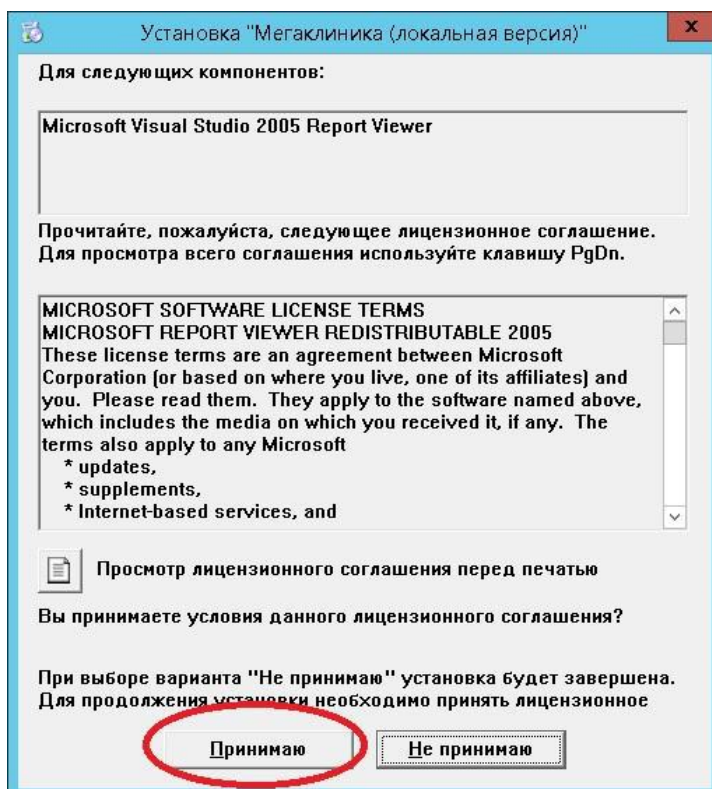 Установка "Мегаклиника (локальная версия)"
x
Для следующих компонентов:
Microsoft Visual Studio 2005 Report Viewer
Прочитайте, пожалуйста, следующее лицензионное соглашение.
Для просмотра всего соглашения используйте клавишу PgDn.
MICROSOFT SOFTWARE LICENSE TERMS
MICROSOFT REPORT VIEWER REDISTRIBUTABLE 2005
These license terms are an agreement between Microsoft
Corporation (or based on where you live, one of its affiliates) and
you. Please read them. They apply to the software named above,
which includes the media on which you received it, if any. The
terms also apply to any Microsoft
* updates,
* supplements,
* Internet-based services, and
Просмотр лицензионного соглашения перед печатью
Вы принимаете условия данного лицензионного соглашения?
При выборе варианта "Не принимаю" установка будет завершена.
Для продолжения установки необходимо принять лицензионное
Принимаю
Не принимаю